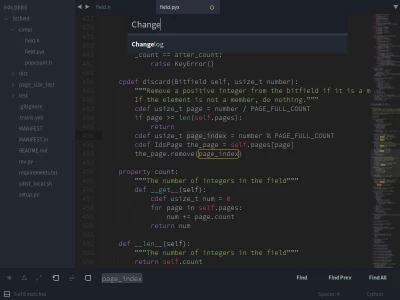 FOLDERS
bitfield
cimpl
field.h
field.pyx
popcount.h
dist
page_size_test
test
.gitignore
.travis.yml
MANIFEST
MANIFEST.in
README.md
rev.py
requirements.txt
setup.py
field.h
field.pyx
Change
Changelog
_count == after_count:
raise KeyError()
cpdef discard(Bitfield self, usize_t number):
"""Remove a positive integer from the bitfield if it is a m
If the element is not a member, do nothing."""
cdef usize_t page = number / PAGE_FULL_COUNT
if page >= len(self.pages):
return
cdef usize_t page_index = number % PAGE_FULL_COUNT
cdef IdsPage the_page = self.pages[page]
the_page.remove(page_index)
property count:
"""The number of integers in the field"""
def __get__(self):
cdef usize_t num = 0
for page in self.pages:
num += page.count
return num
def __len__(self):
"""The number of integers in the field"""
return self.count
page_index
Find
Find Prev
Find All
Spaces: 4
Cython